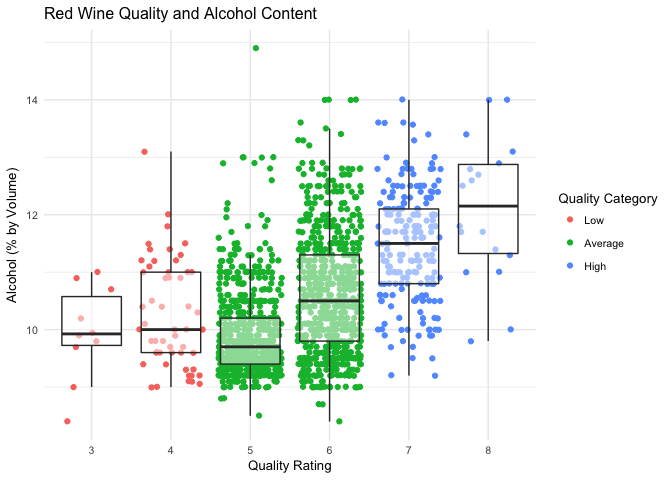 Red Wine Quality and Alcohol Content
14
12
10
Alcohol (% by Volume)
3 4 5 6 7 8
Quality Rating
Quality Category
Low
Average
High